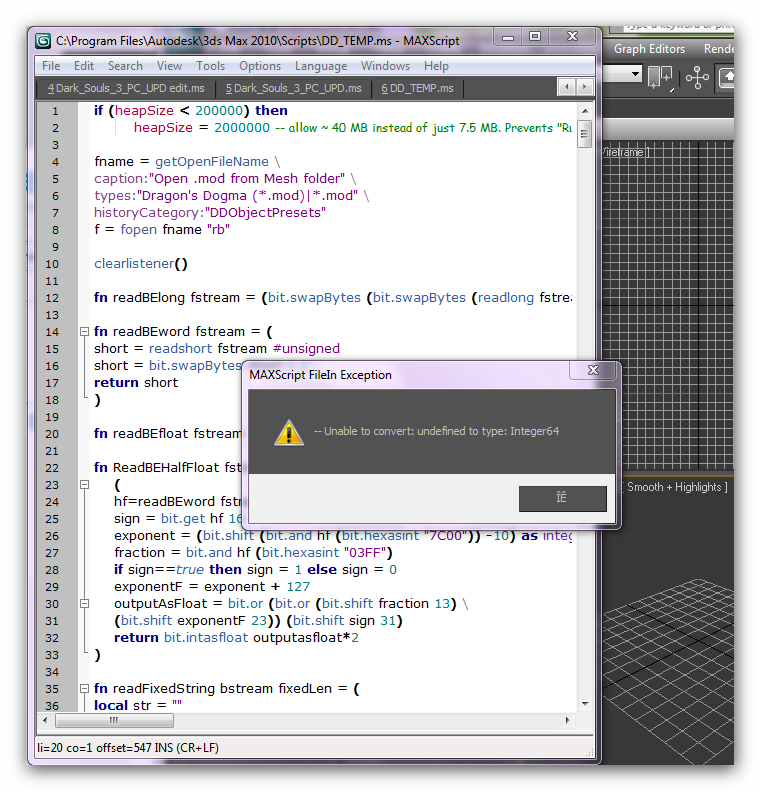 C:\Program Files\Autodesk\3ds Max 2010\Scripts\DD_TEMP.ms - MAXScript
File Edit Search View Tools Options Language Windows Help
4 Dark_Souls_3_PC_UPD edit.ms 5 Dark_Souls_3_PC_UPD.ms 6 DD_TEMP.ms
Graph Editors
1 if (heapSize < 200000) then
2 heapSize = 2000000 -- allow ~ 40 MB instead of just 7.5 MB. Prevents "Ru
3
4 fname = getOpenFileName \
5 caption:"Open .mod from Mesh folder" \
6 types:"Dragon's Dogma (*.mod)|*.mod" \
7 historyCategory:"DDObjectPresets"
8 f = fopen fname "rb"
9
10 clearlistener()
11
12 fn readBElong fstream = (bit.swapBytes (bit.swapBytes (readlong fstrea
13
14 fn readBEword fstream = (
15 short = readshort fstream #unsigned
16 short = bit.swapBytes
17 return short
18 )
19
20 fn readBEfloat fstream
21
22 fn ReadBEHalfFloat fst
23 (
24 hf=readBEword fstr
25 sign = bit.get hf 16
26 exponent = (bit.shift (bit.and hf (bit.hexasint "7C00")) -10) as integ
27 fraction = bit.and hf (bit.hexasint "03FF")
28 if sign==true then sign = 1 else sign = 0
29 exponentF = exponent + 127
30 outputAsFloat = bit.or (bit.or (bit.shift fraction 13) \
31 (bit.shift exponentF 23)) (bit.shift sign 31)
32 return bit.intasfloat outputasfloat*2
33 )
34
35 fn readFixedString bstream fixedLen = (
36 local str = ""
li=20 co=1 offset=547 INS (CR+LF)
MAXScript FileIn Exception
-- Unable to convert: undefined to type: Integer64
ÎÊ
[ Smooth + Highlights ]